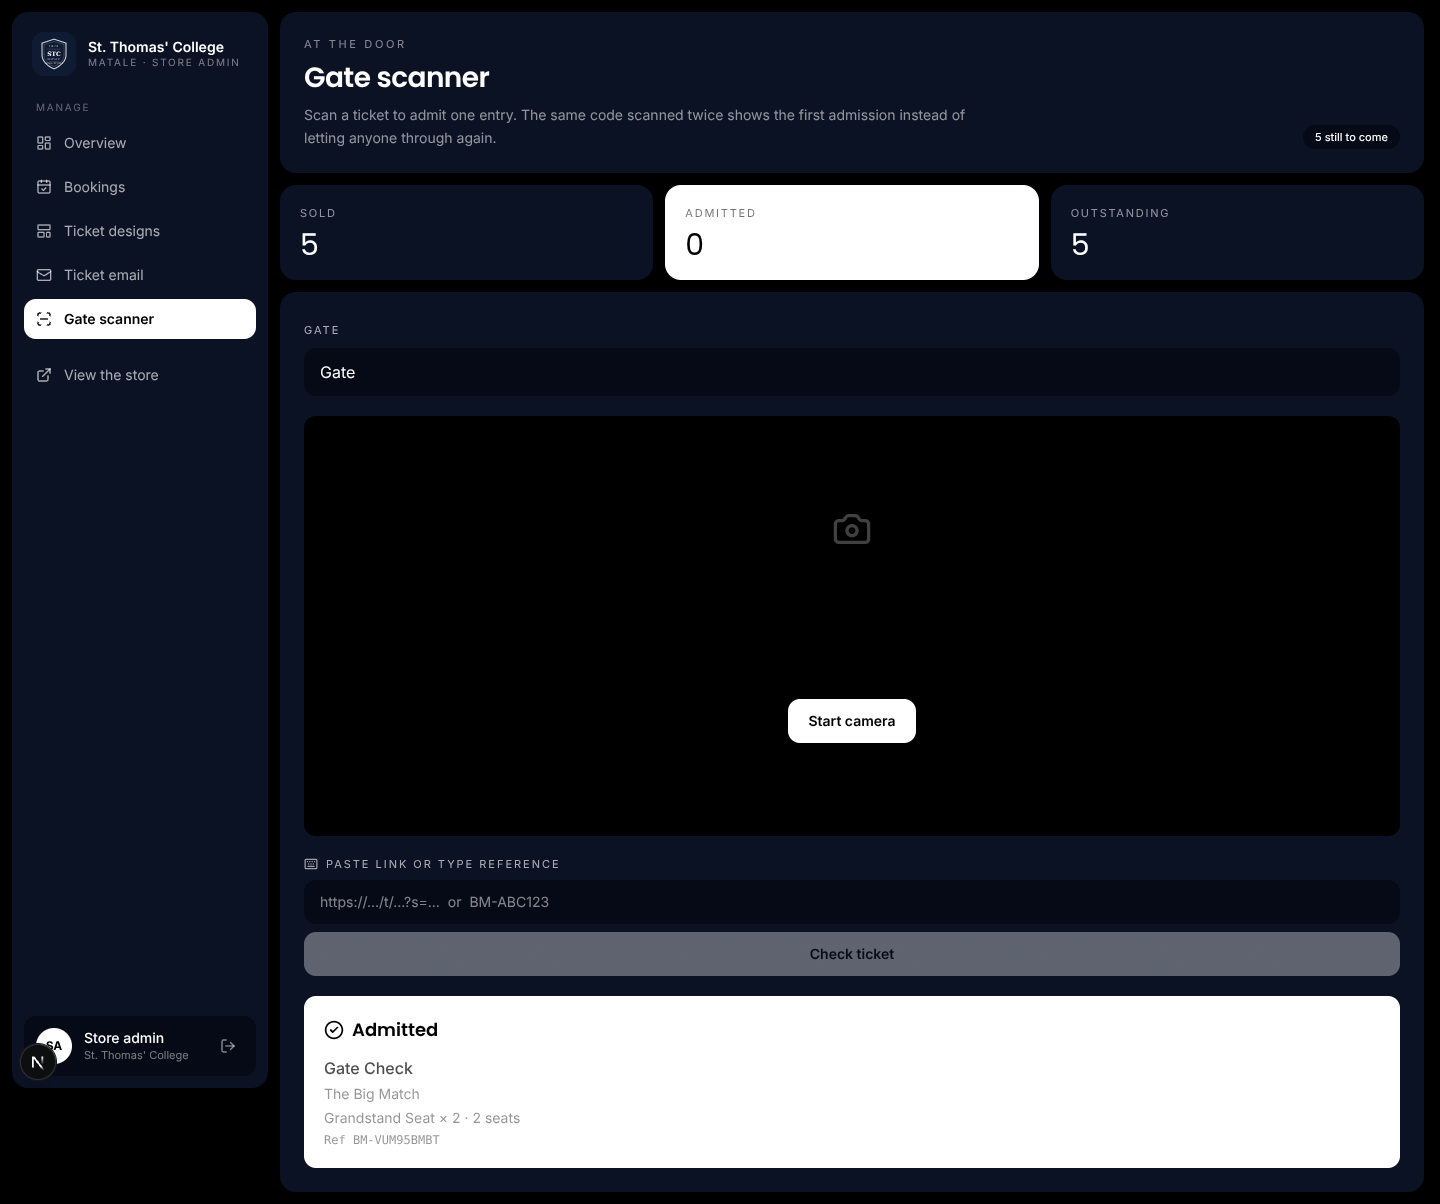 STC
St. Thomas' College
MATALE · STORE ADMIN
MANAGE
Overview
Bookings
Ticket designs
Ticket email
Gate scanner
View the store
SA
Store admin
St. Thomas' College
N
AT THE DOOR
Gate scanner
Scan a ticket to admit one entry. The same code scanned twice shows the first admission instead of
letting anyone through again.
5 still to come
SOLD
5
ADMITTED
0
OUTSTANDING
5
GATE
Gate
Start camera
PASTE LINK OR TYPE REFERENCE
https://.../t/...?s=... or BM-ABC123
Check ticket
Admitted
Gate Check
The Big Match
Grandstand Seat × 2 · 2 seats
Ref BM-VUM95BMBT